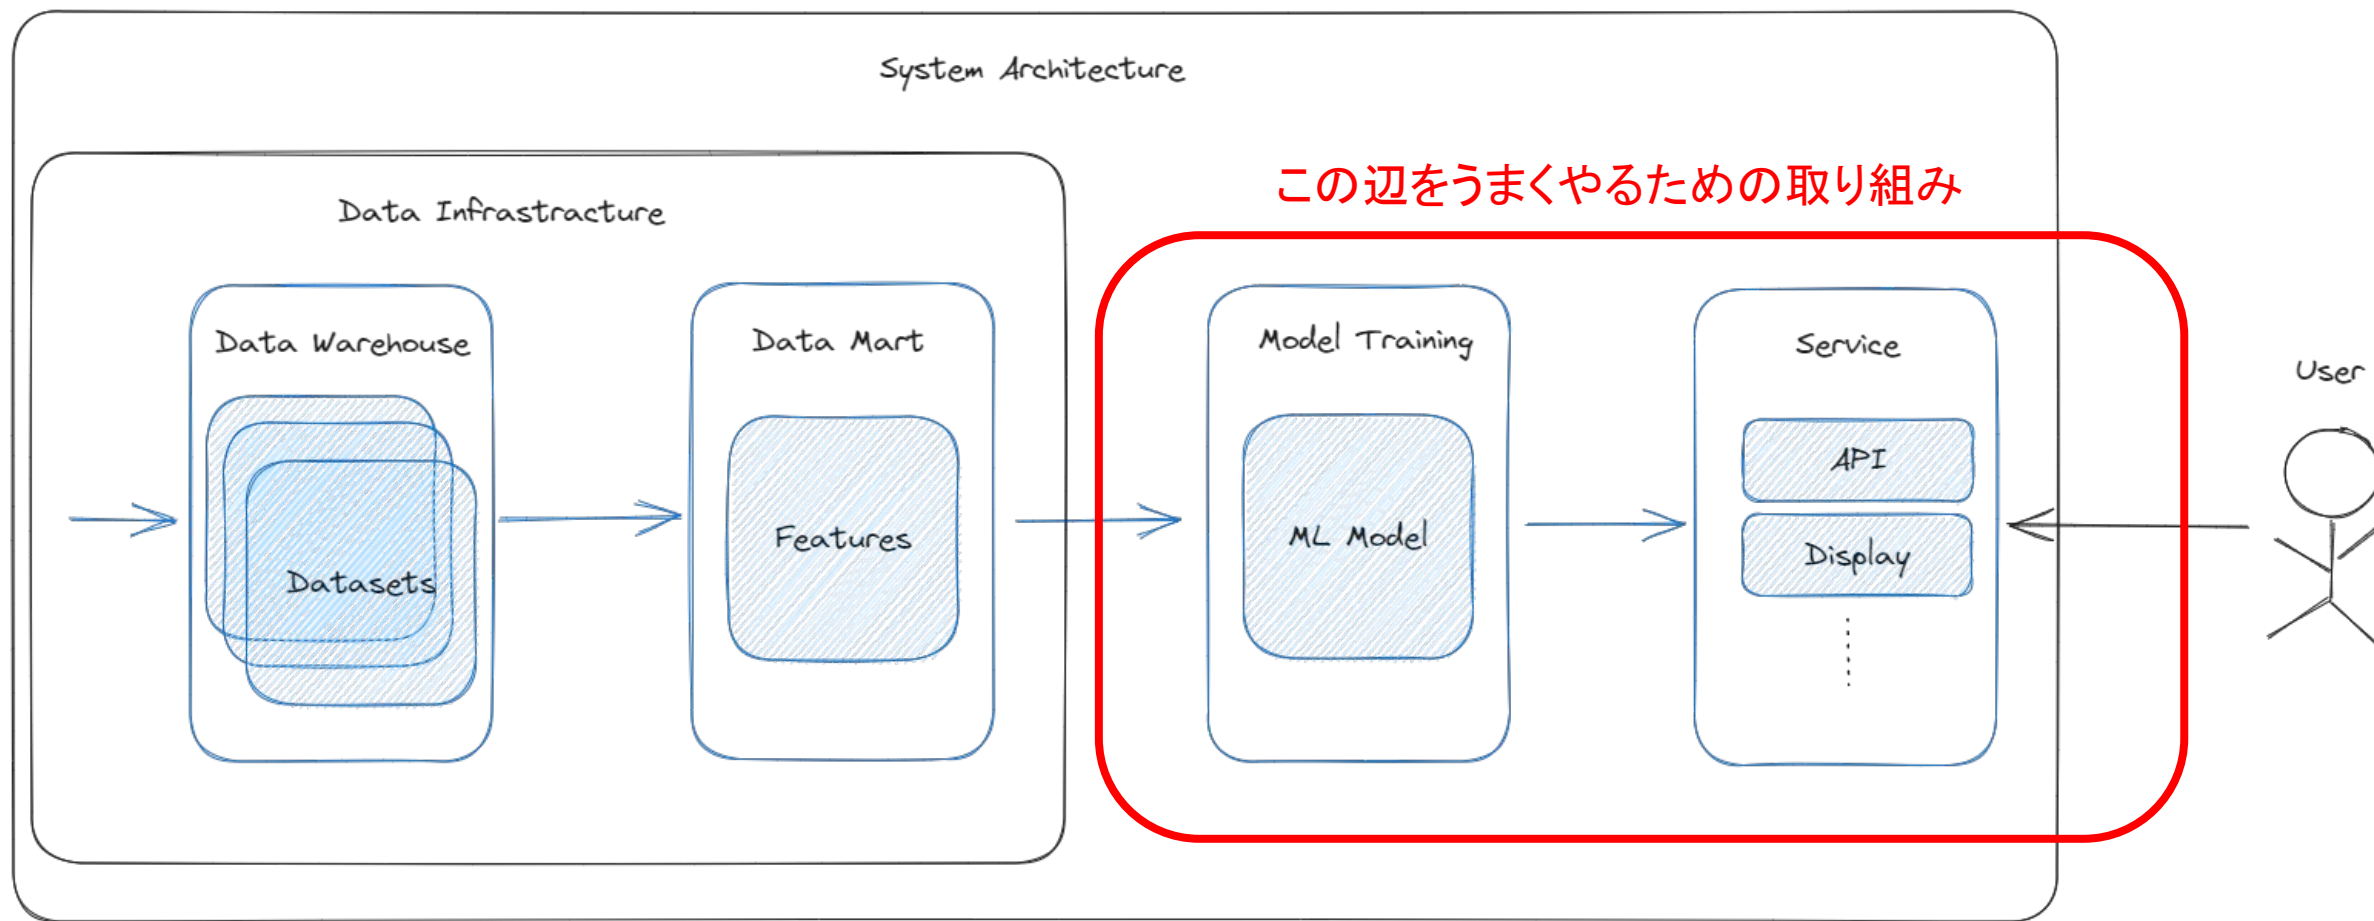 System Architecture
Data Infrastracture
この辺をうまくやるための取り組み
Data Warehouse
Datasets
Data Mart
Features
Model Training
ML Model
Service
API
Display
User